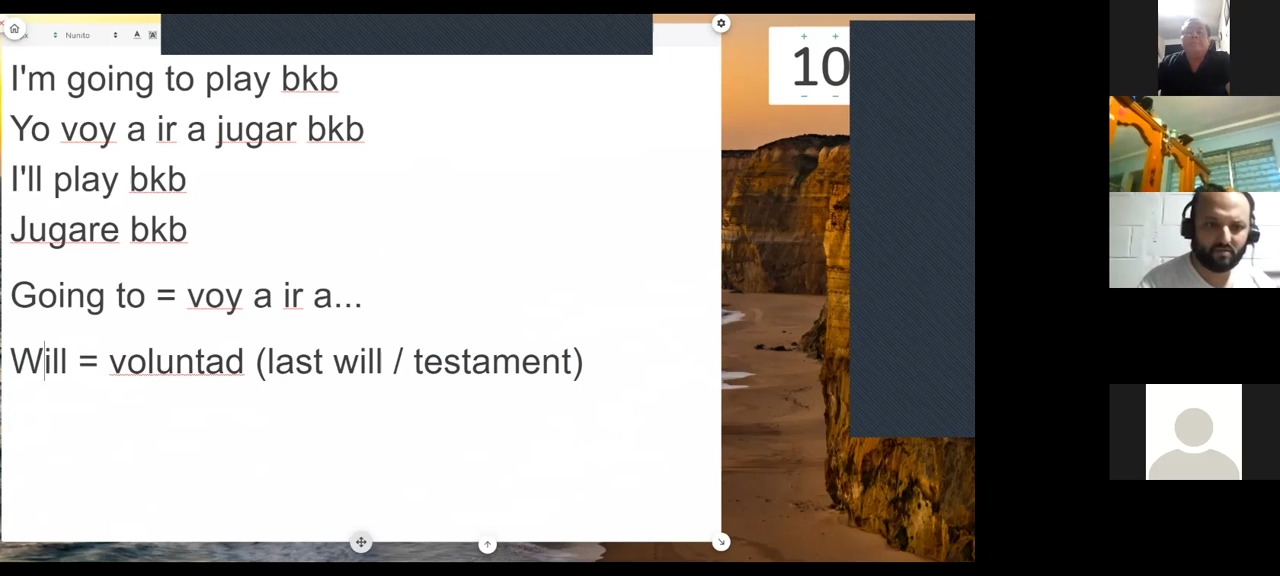 Nunito
I'm going to play bkb
Yo voy a ir a jugar bkb
I'll play bkb
Jugare bkb
Going to = voy a ir a...
Will = voluntad (last will / testament)
10